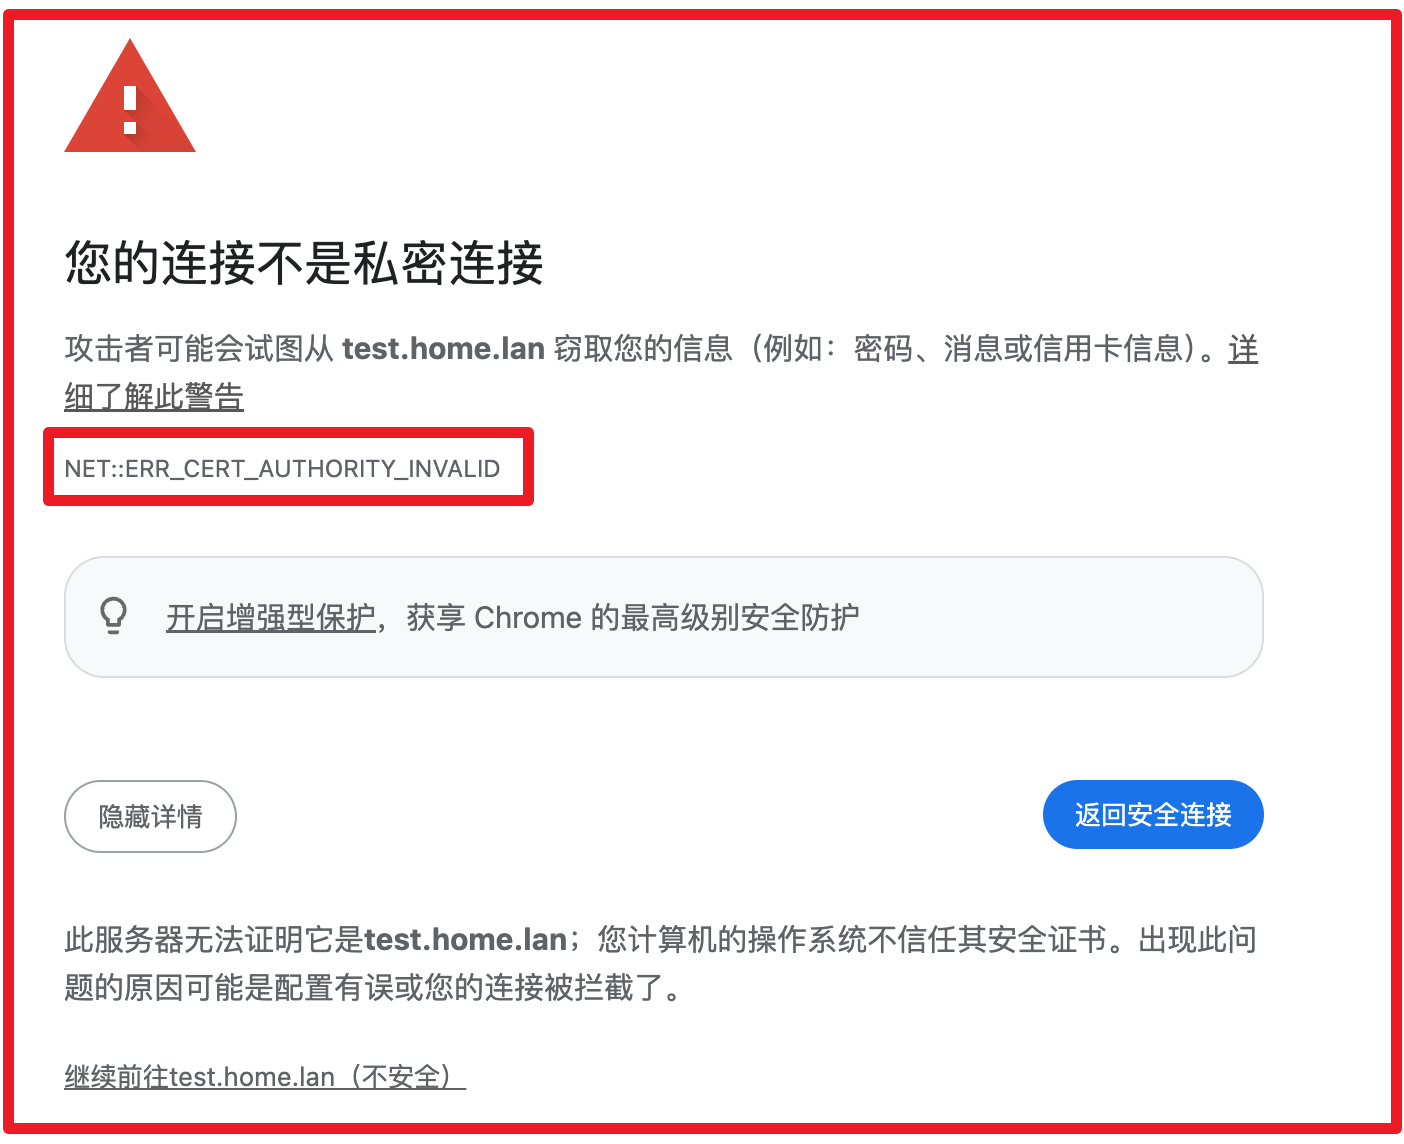 您的连接不是私密连接
攻击者可能会试图从 test.home.lan 窃取您的信息（例如：密码、消息或信用卡信息）。详
细了解此警告
NET::ERR_CERT_AUTHORITY_INVALID
开启增强型保护，获享 Chrome 的最高级别安全防护
隐藏详情
返回安全连接
此服务器无法证明它是test.home.lan；您计算机的操作系统不信任其安全证书。出现此问
题的原因可能是配置有误或您的连接被拦截了。
继续前往test.home.lan（不安全）